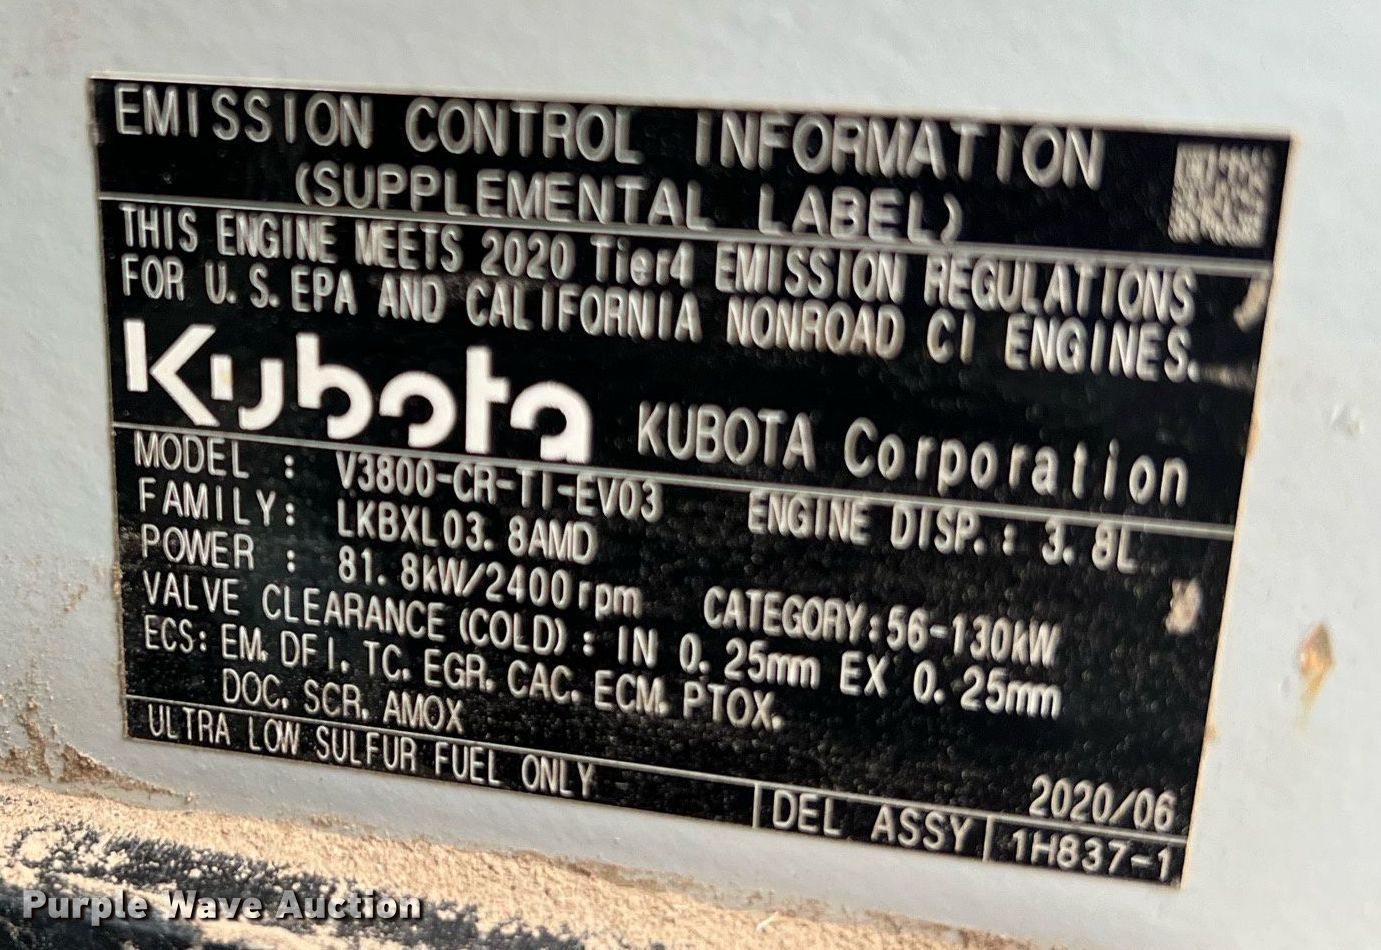 EMISSION CONTROL INFORMATION
(SUPPLEMENTAL LABEL)
THIS ENGINE MEETS 2020 Tier4 EMISSION REGULATIONS
FOR U.S.EPA AND CALIFORNIA NONROAD CI ENGINES.
Kubota KUBOTA Corporation
MODEL : V3800-CR-TI-EV03 ENGINE DISP. : 3.8L
FAMILY: LKBXL03.8AMD
POWER : 81.8kW/2400rpm CATEGORY:56-130kW
VALVE CLEARANCE (COLD) : IN 0.25mm EX 0.25mm
ECS: EM, DFI, TC, EGR, CAC, ECM, PTOX,
DOC, SCR, AMOX
2020/06
ULTRA LOW SULFUR FUEL ONLY DEL ASSY 1H837-1
Purple Wave Auction